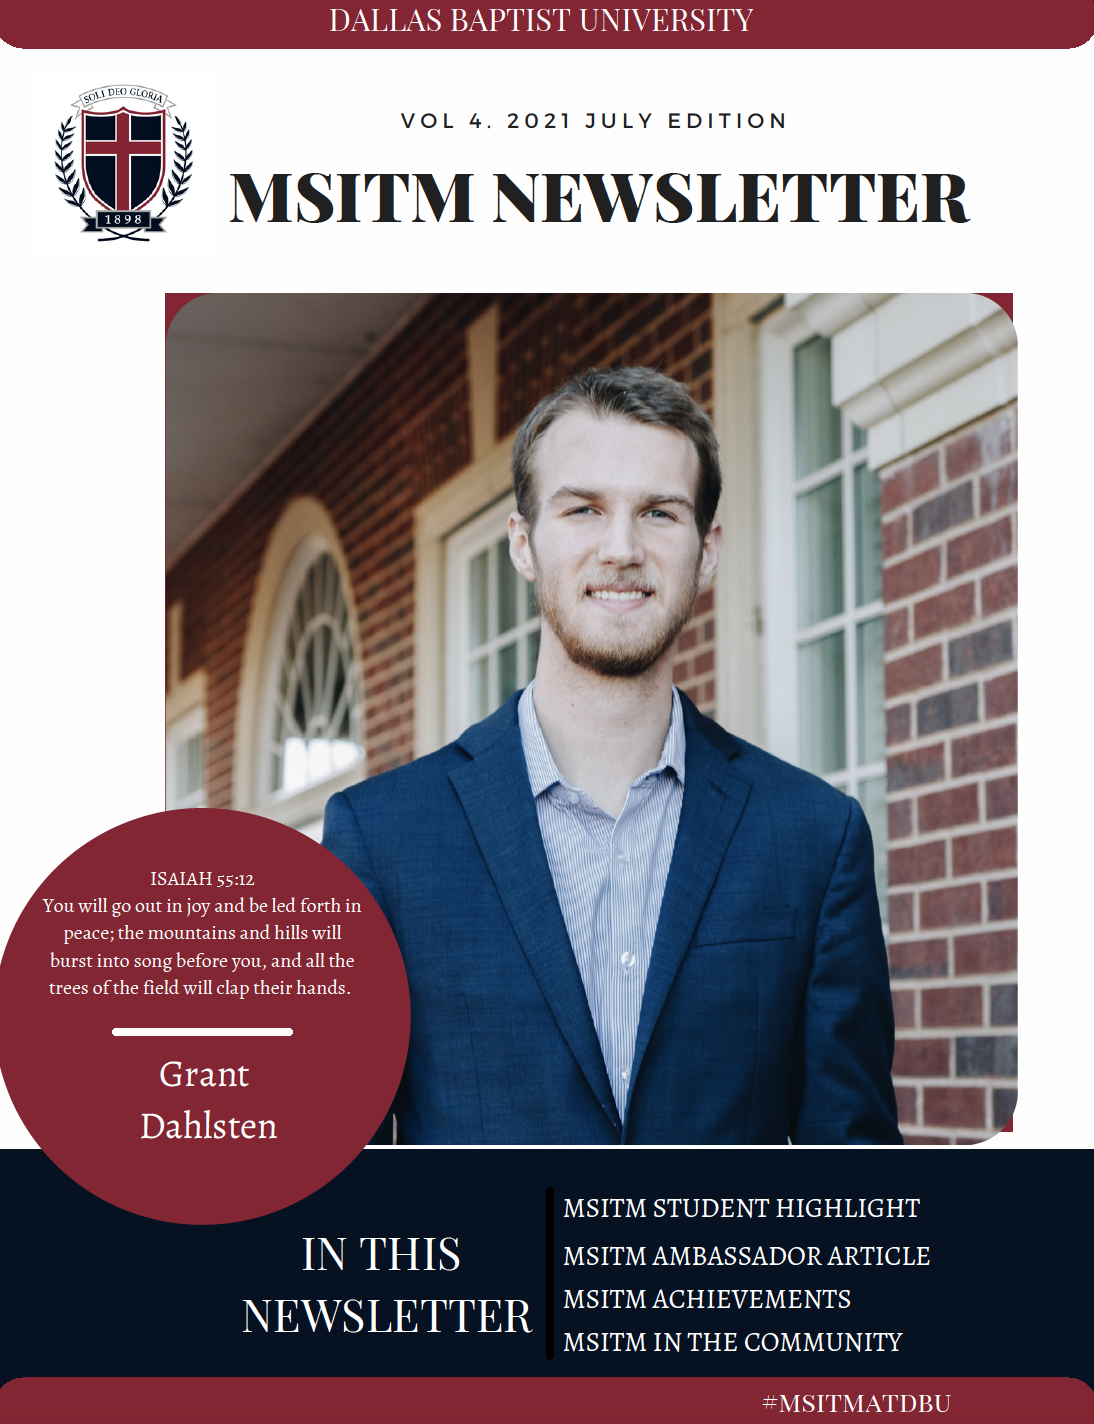 DALLAS BAPTIST UNIVERSITY
SOLI DEO GLORIA
1898
VOL 4. 2021 JULY EDITION
MSITM NEWSLETTER
ISAIAH 55:12
You will go out in joy and be led forth in
peace; the mountains and hills will
burst into song before you, and all the
trees of the field will clap their hands.
Grant
Dahlsten
IN THIS
NEWSLETTER
MSITM STUDENT HIGHLIGHT
MSITM AMBASSADOR ARTICLE
MSITM ACHIEVEMENTS
MSITM IN THE COMMUNITY
#MSITMATDBU